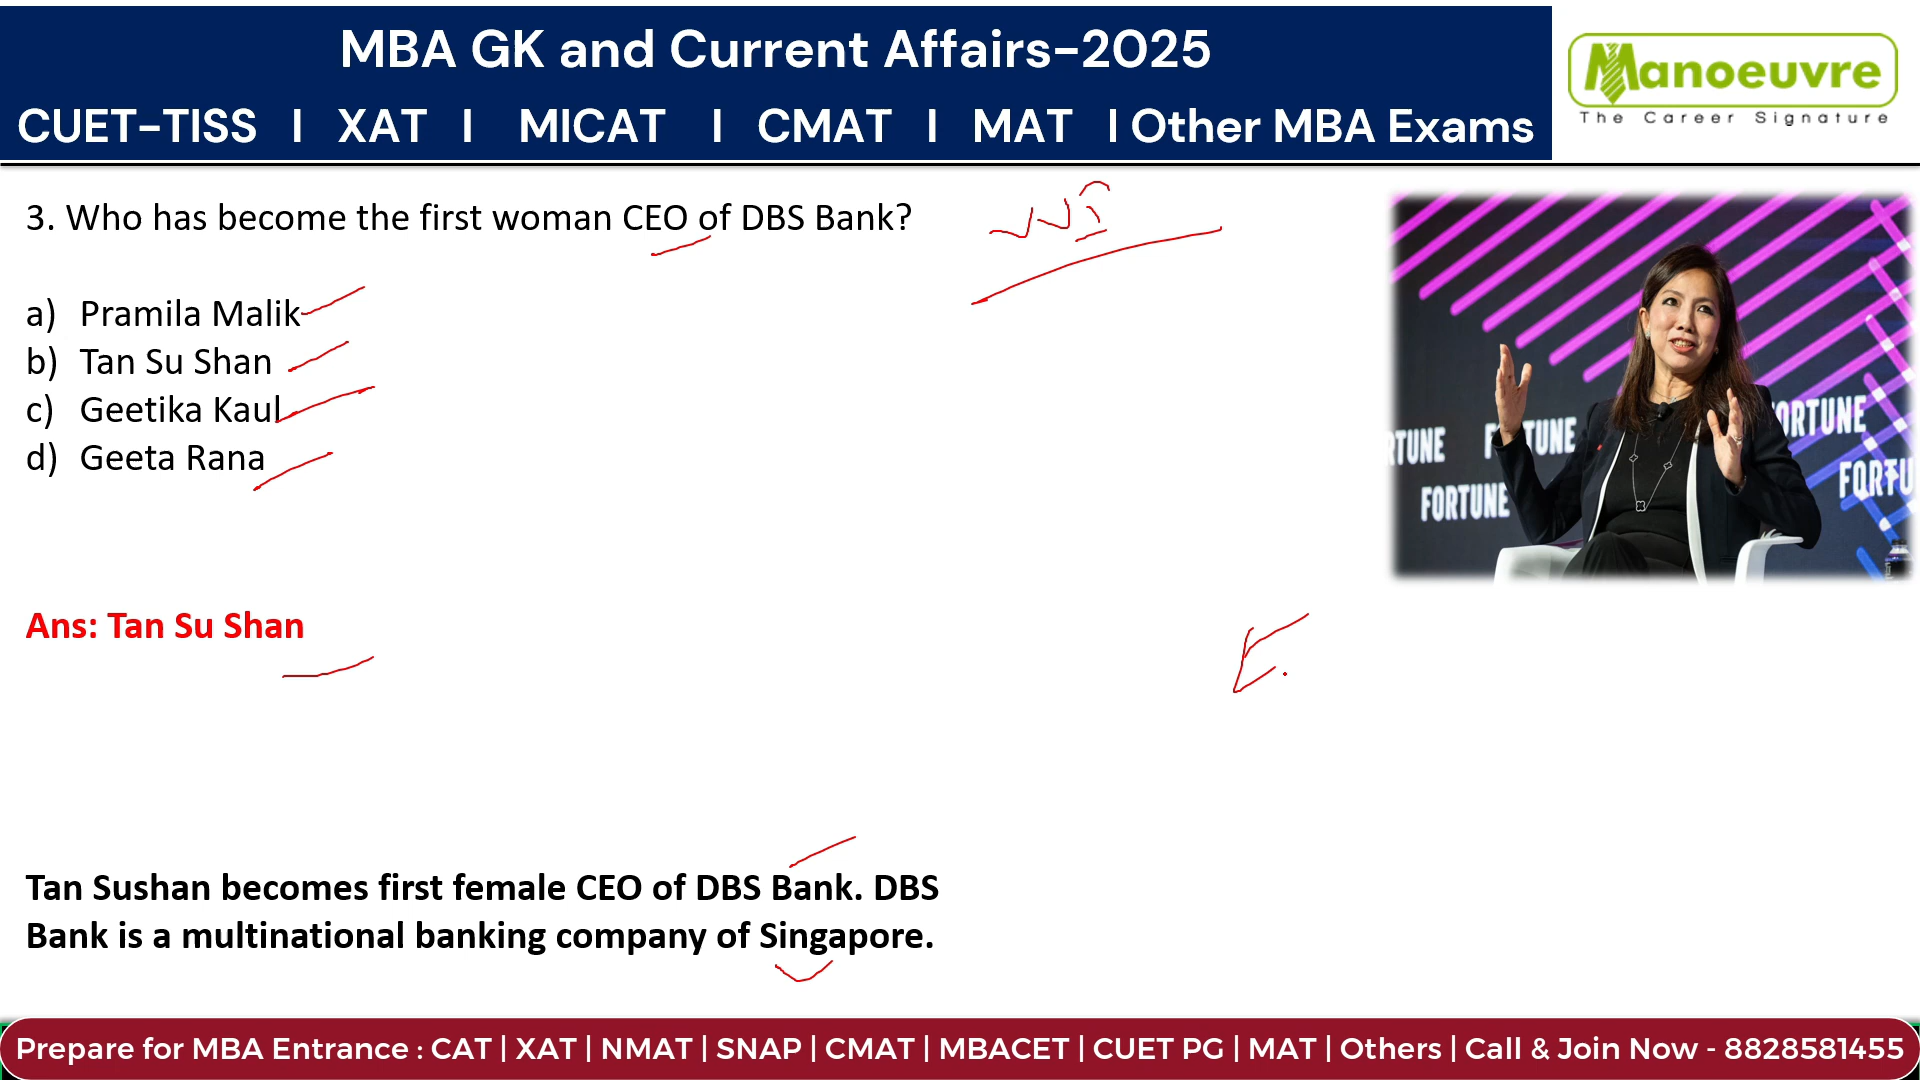 MBA GK and Current Affairs-2025
CUET-TISS I XAT I MICAT I CMAT I MAT I Other MBA Exams
Manoeuvre
The Career Signature
3. Who has become the first woman CEO of DBS Bank?
a) Pramila Malik
b) Tan Su Shan
c) Geetika Kaul
d) Geeta Rana
RTUNE
FORTUNE
FORTUNE
FORTUNE
FORTU
Ans: Tan Su Shan
Tan Sushan becomes first female CEO of DBS Bank. DBS
Bank is a multinational banking company of Singapore.
Prepare for MBA Entrance : CAT | XAT | NMAT | SNAP | CMAT | MBACET | CUET PG | MAT | Others | Call & Join Now - 8828581455